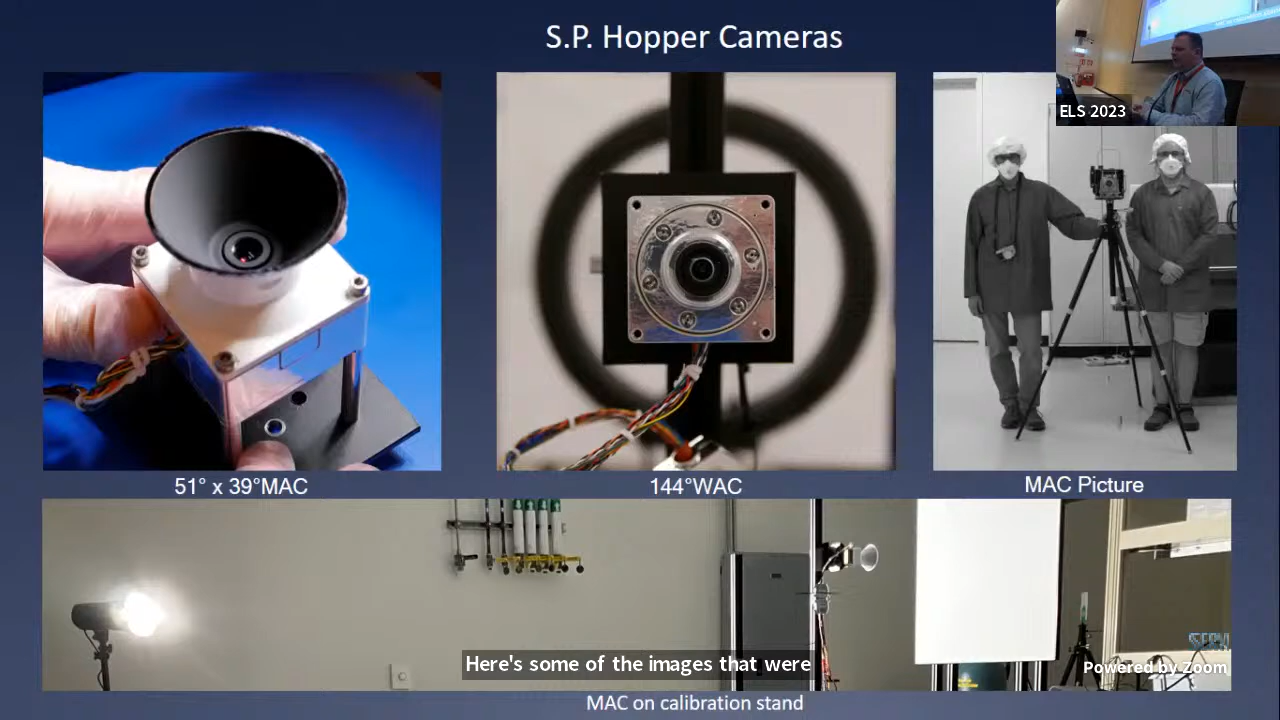 S.P. Hopper Cameras
ELS 2023
51° x 39°MAC
144°WAC
MAC Picture
Here's some of the images that were
Powered by Zoom
MAC on calibration stand